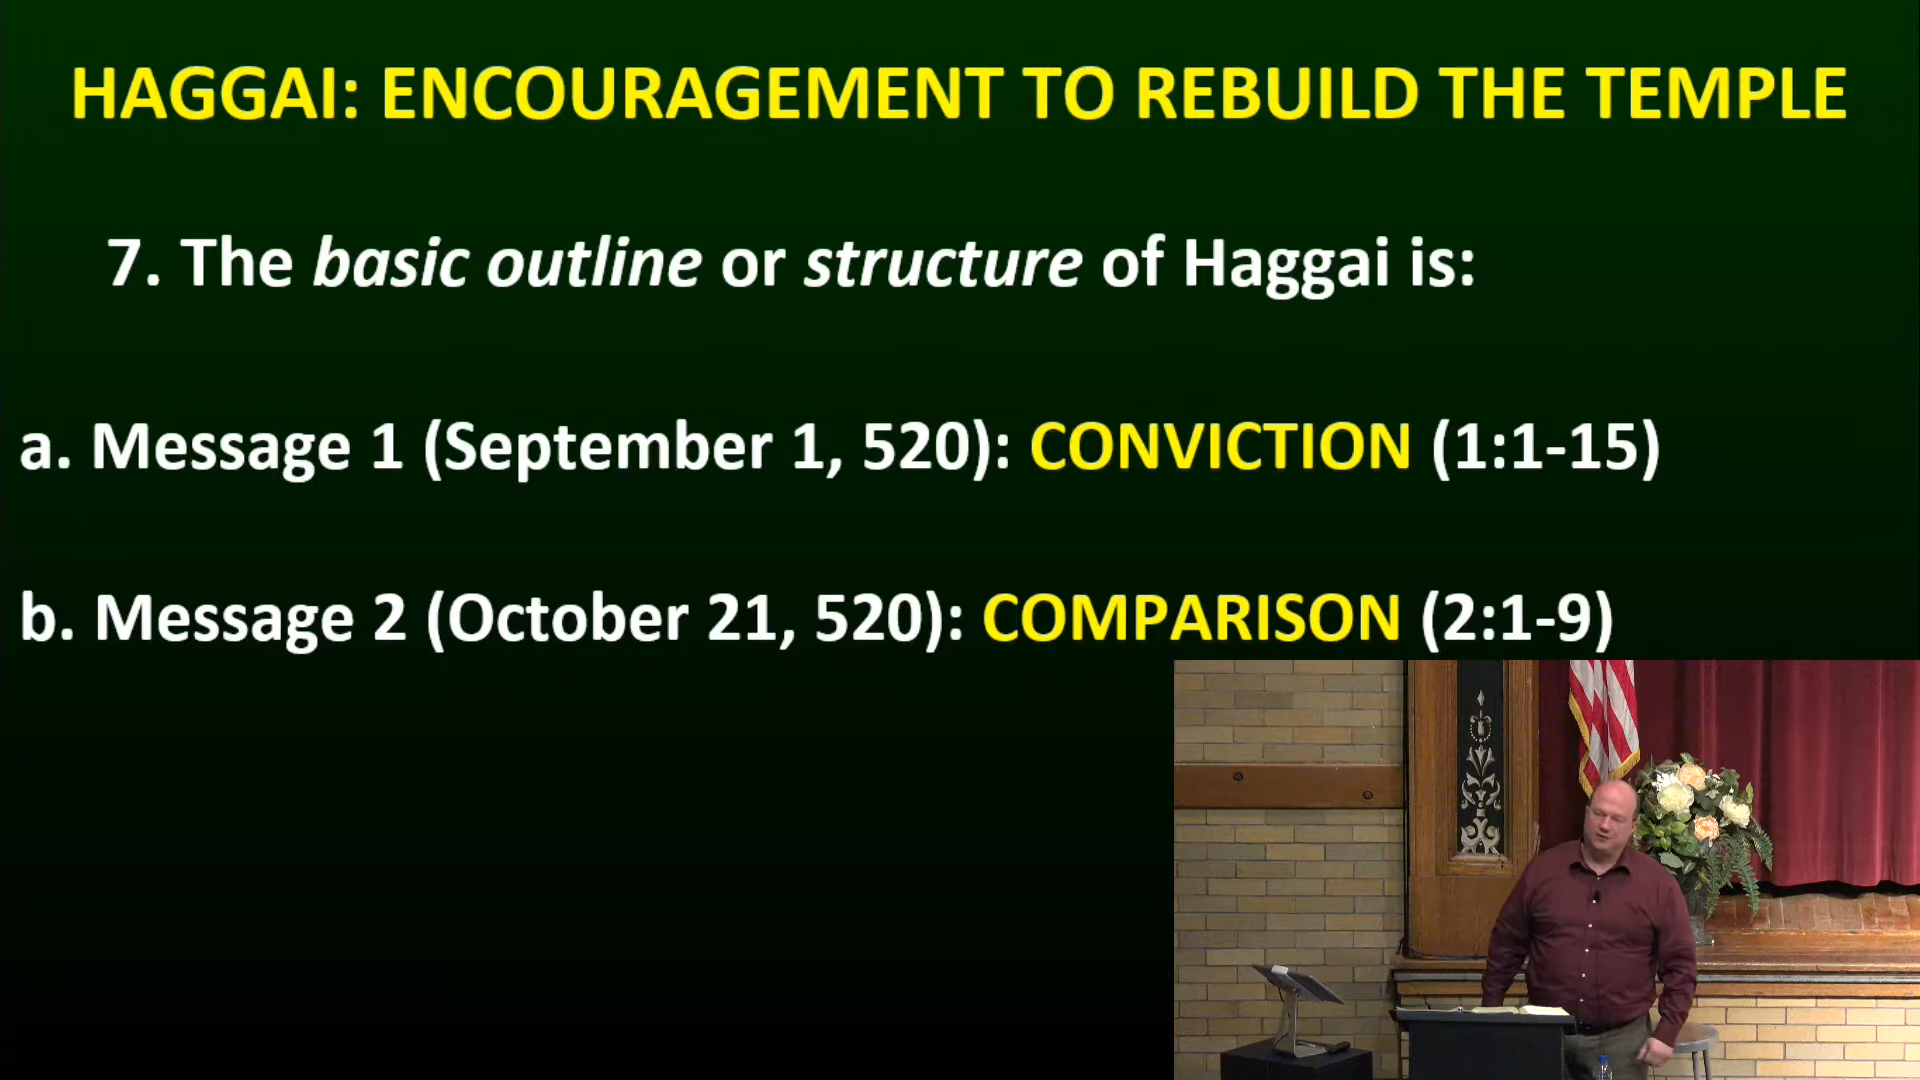 HAGGAI: ENCOURAGEMENT TO REBUILD THE TEMPLE
7. The basic outline or structure of Haggai is:
a. Message 1 (September 1, 520): CONVICTION (1:1-15)
b. Message 2 (October 21, 520): COMPARISON (2:1-9)